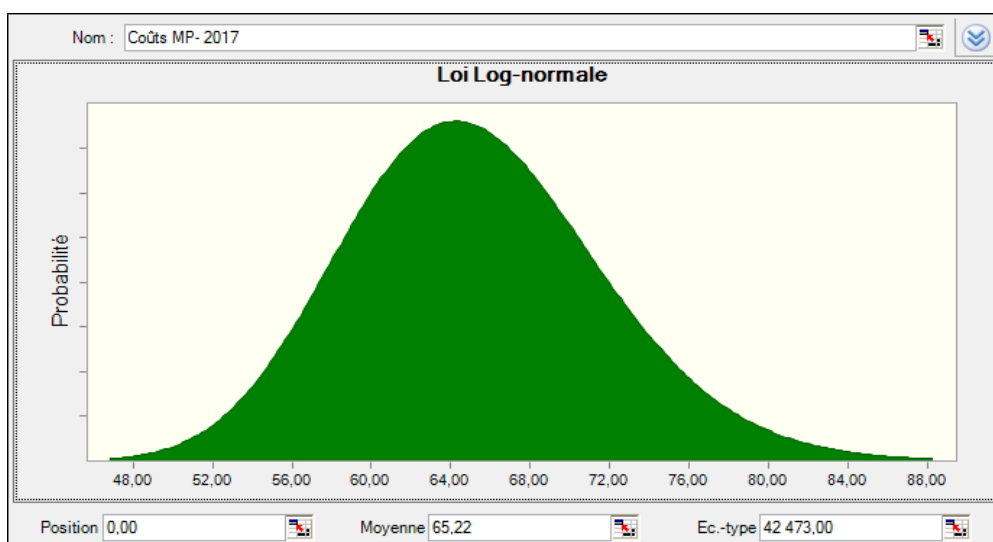 Nom : Coûts MP- 2017
Loi Log-normale
Probabilité
48,00 52,00 56,00 60,00 64,00 68,00 72,00 76,00 80,00 84,00 88,00
Position 0,00 Moyenne 65,22 Ec.-type 42 473,00